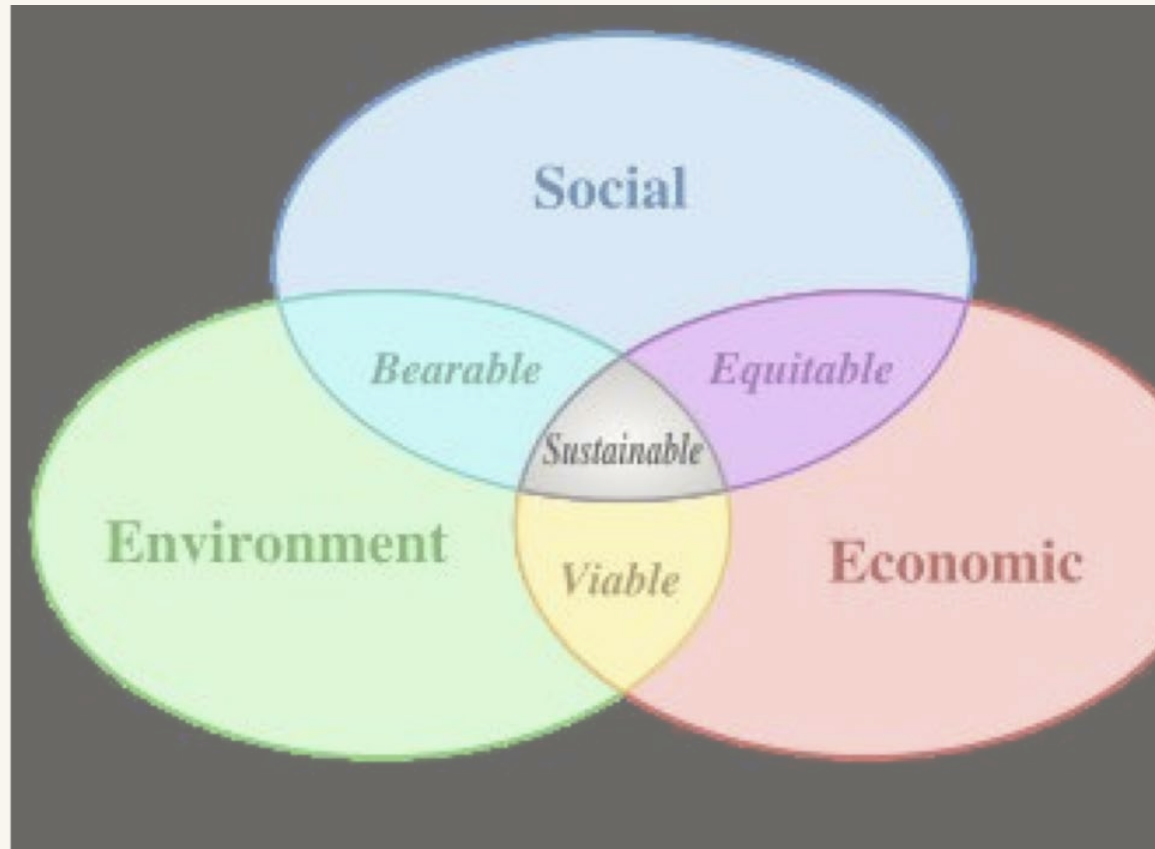 Social
Bearable
Equitable
Sustainable
Environment
Viable
Economic